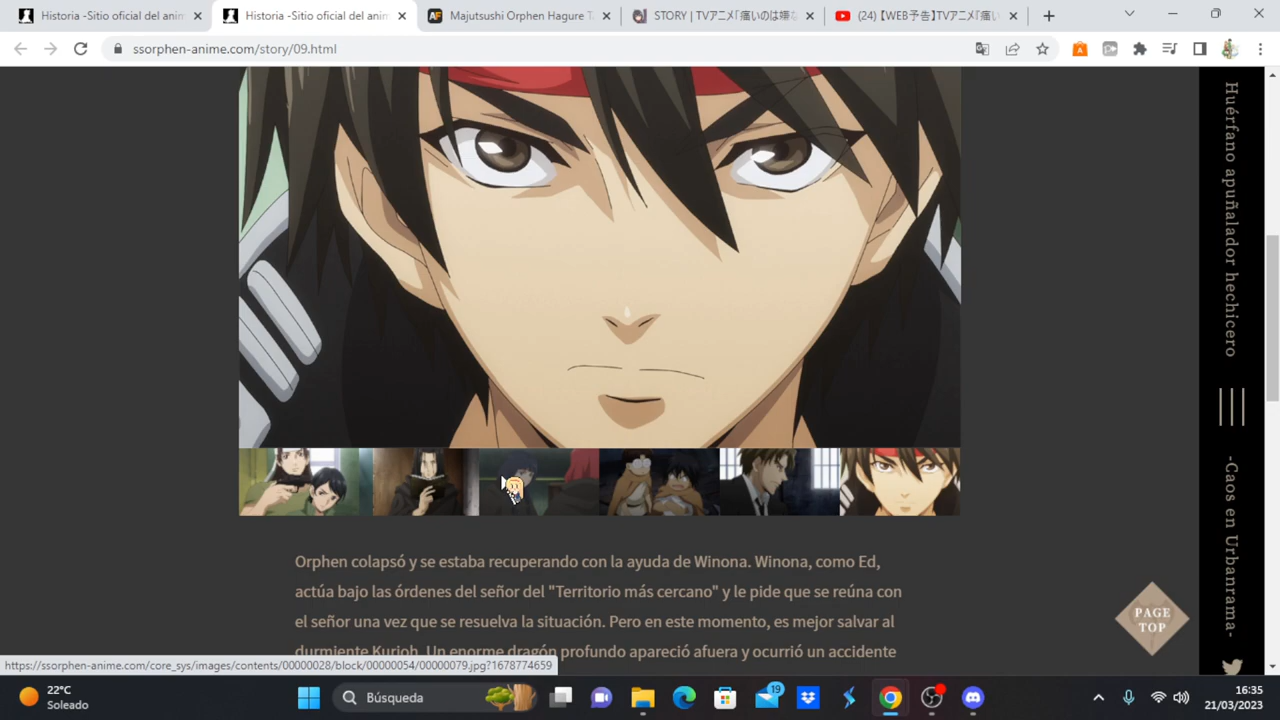 Historia -Sitio oficial del anim
Historia -Sitio oficial del anim
Majutsushi Orphen Hagure T
STORY | TVアニメ「痛いのは嫌な
(24)【WEB予告】TVアニメ『痛い
ssorphen-anime.com/story/09.html
Huérfano apuñalador hechicero
-Caos en Urbanrama-
Orphen colapsó y se estaba recuperando con la ayuda de Winona. Winona, como Ed,
actúa bajo las órdenes del señor del "Territorio más cercano" y le pide que se reúna con
el señor una vez que se resuelva la situación. Pero en este momento, es mejor salvar al
durmiente Kurioh. Un enorme dragón profundo apareció afuera y ocurrió un accidente
PAGE
TOP
https://ssorphen-anime.com/core_sys/images/contents/00000028/block/00000054/00000079.jpg?1678774659
22°C
Soleado
Búsqueda
19
16:35
21/03/2023